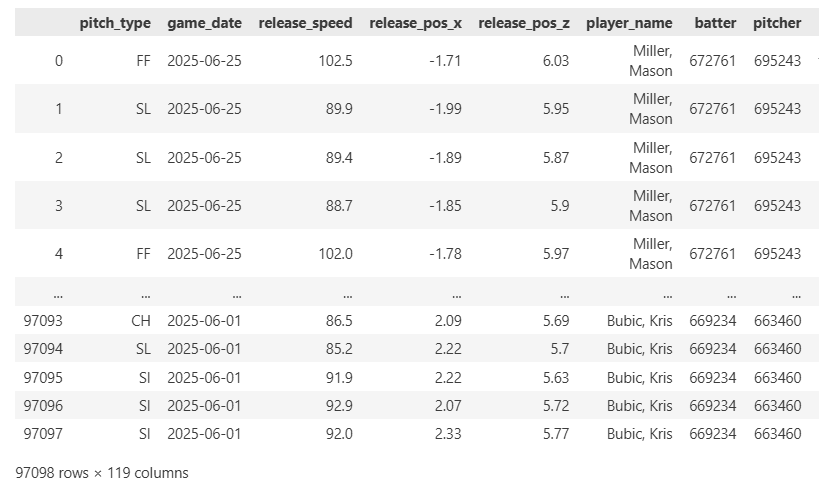 pitch_type game_date release_speed release_pos_x release_pos_z player_name batter pitcher
0 FF 2025-06-25 102.5 -1.71 6.03 Miller, Mason 672761 695243
1 SL 2025-06-25 89.9 -1.99 5.95 Miller, Mason 672761 695243
2 SL 2025-06-25 89.4 -1.89 5.87 Miller, Mason 672761 695243
3 SL 2025-06-25 88.7 -1.85 5.9 Miller, Mason 672761 695243
4 FF 2025-06-25 102.0 -1.78 5.97 Miller, Mason 672761 695243
... ... ... ... ... ... ... ... ...
97093 CH 2025-06-01 86.5 2.09 5.69 Bubic, Kris 669234 663460
97094 SL 2025-06-01 85.2 2.22 5.7 Bubic, Kris 669234 663460
97095 SI 2025-06-01 91.9 2.22 5.63 Bubic, Kris 669234 663460
97096 SI 2025-06-01 92.9 2.07 5.72 Bubic, Kris 669234 663460
97097 SI 2025-06-01 92.0 2.33 5.77 Bubic, Kris 669234 663460
97098 rows × 119 columns